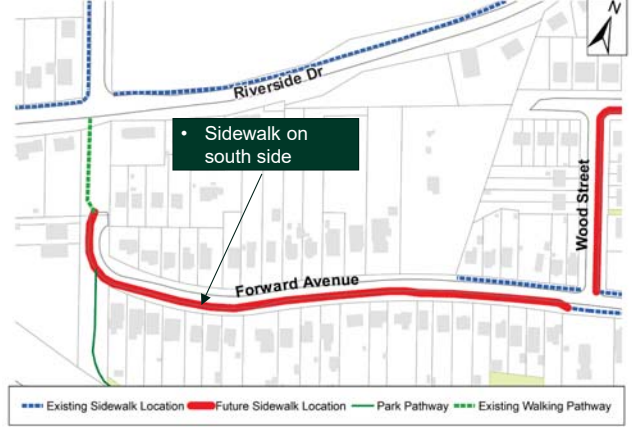 N
Riverside Dr
• Sidewalk on
south side
Wood Street
Forward Avenue
Existing Sidewalk Location Future Sidewalk Location Park Pathway Existing Walking Pathway